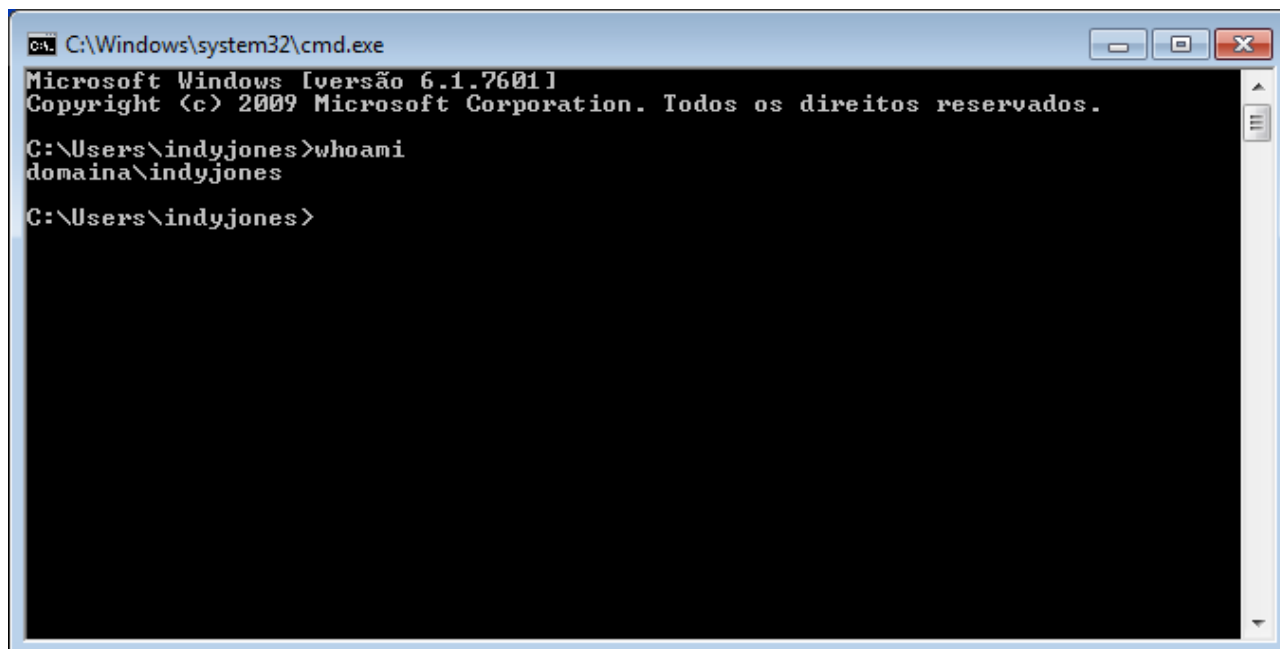 C:\Windows\system32\cmd.exe
Microsoft Windows [versão 6.1.7601]
Copyright (c) 2009 Microsoft Corporation. Todos os direitos reservados.
C:\Users\indyjones>whoami
domaina\indyjones
C:\Users\indyjones>